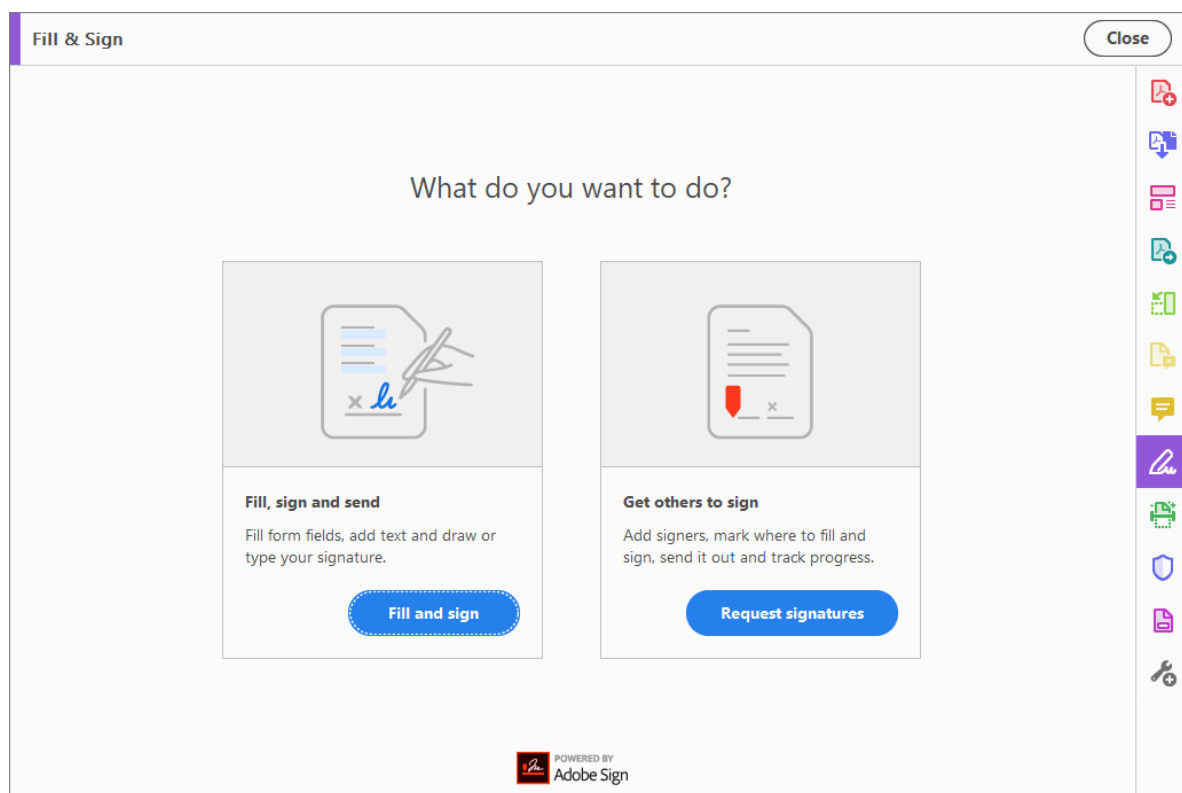 Fill & Sign
Close
What do you want to do?
Fill, sign and send
Fill form fields, add text and draw or
type your signature.
Fill and sign
Get others to sign
Add signers, mark where to fill and
sign, send it out and track progress.
Request signatures
POWERED BY
Adobe Sign